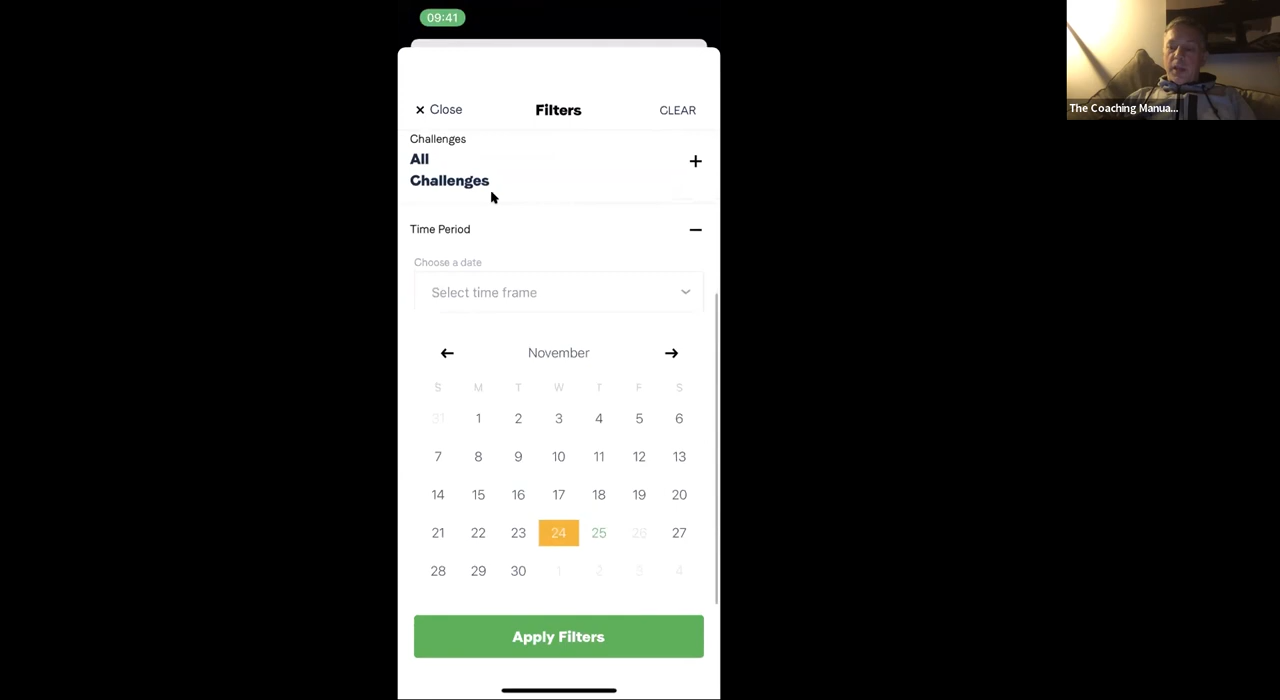 09:41
× Close
Filters
CLEAR
The Coaching Manua...
Challenges
All
Challenges
+
Time Period
−
Choose a date
Select time frame
← November →
S M T W T F S
31 1 2 3 4 5 6
7 8 9 10 11 12 13
14 15 16 17 18 19 20
21 22 23 24 25 26 27
28 29 30 1 2 3 4
Apply Filters